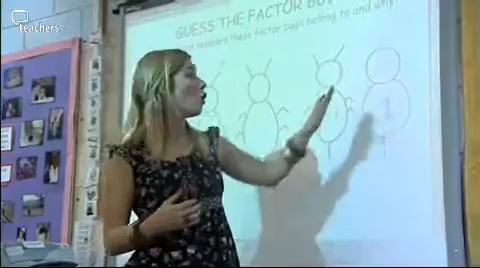 teachers
GUESS THE FACTOR BU
numbers these factor bugs belong to and why
1